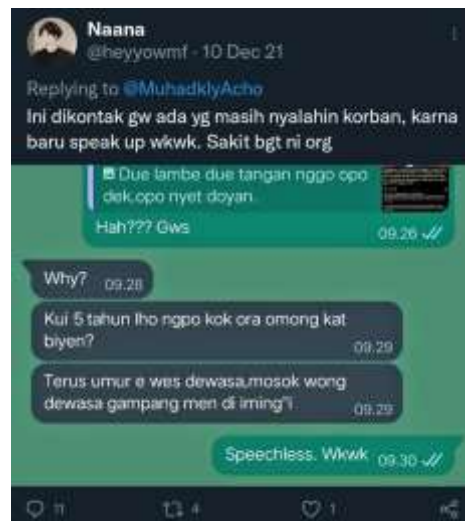 Naana
@heyyowmf · 10 Dec 21
Replying to @MuhadklyAcho
Ini dikontak gw ada yg masih nyalahin korban, karna
baru speak up wkwk. Sakit bgt ni org
Due lambe due tangan nggo opo
dek,opo nyet doyan.
Hah??? Gws
09.26
Why? 09.28
Kui 5 tahun lho ngpo kok ora omong kat
biyen?
09.29
Terus umur e wes dewasa,mosok wong
dewasa gampang men di iming"i
09.29
Speechless. Wkwk 09.30
11 4 1